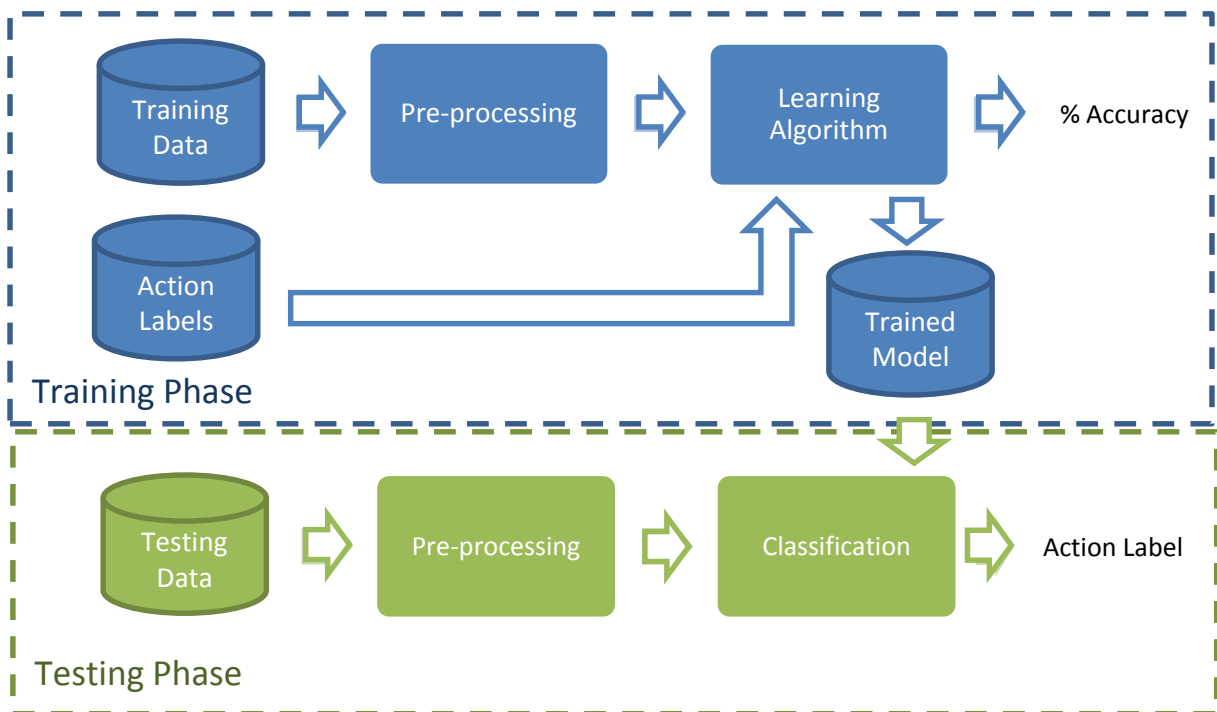 Training
Data
Pre-processing
Learning
Algorithm
% Accuracy
Action
Labels
Trained
Model
Training Phase
Testing
Data
Pre-processing
Classification
Action Label
Testing Phase